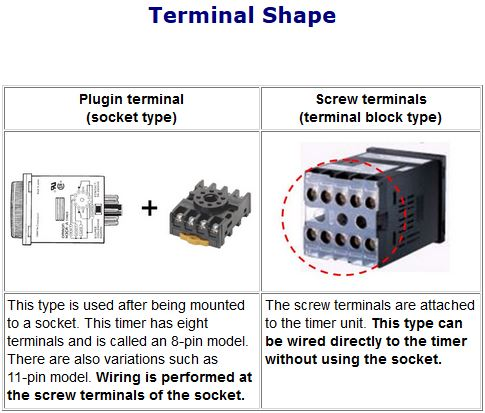 Terminal Shape
Plugin terminal
(socket type)
Screw terminals
(terminal block type)
+
This type is used after being mounted
to a socket. This timer has eight
terminals and is called an 8-pin model.
There are also variations such as
11-pin model. Wiring is performed at
the screw terminals of the socket.
The screw terminals are attached
to the timer unit. This type can
be wired directly to the timer
without using the socket.